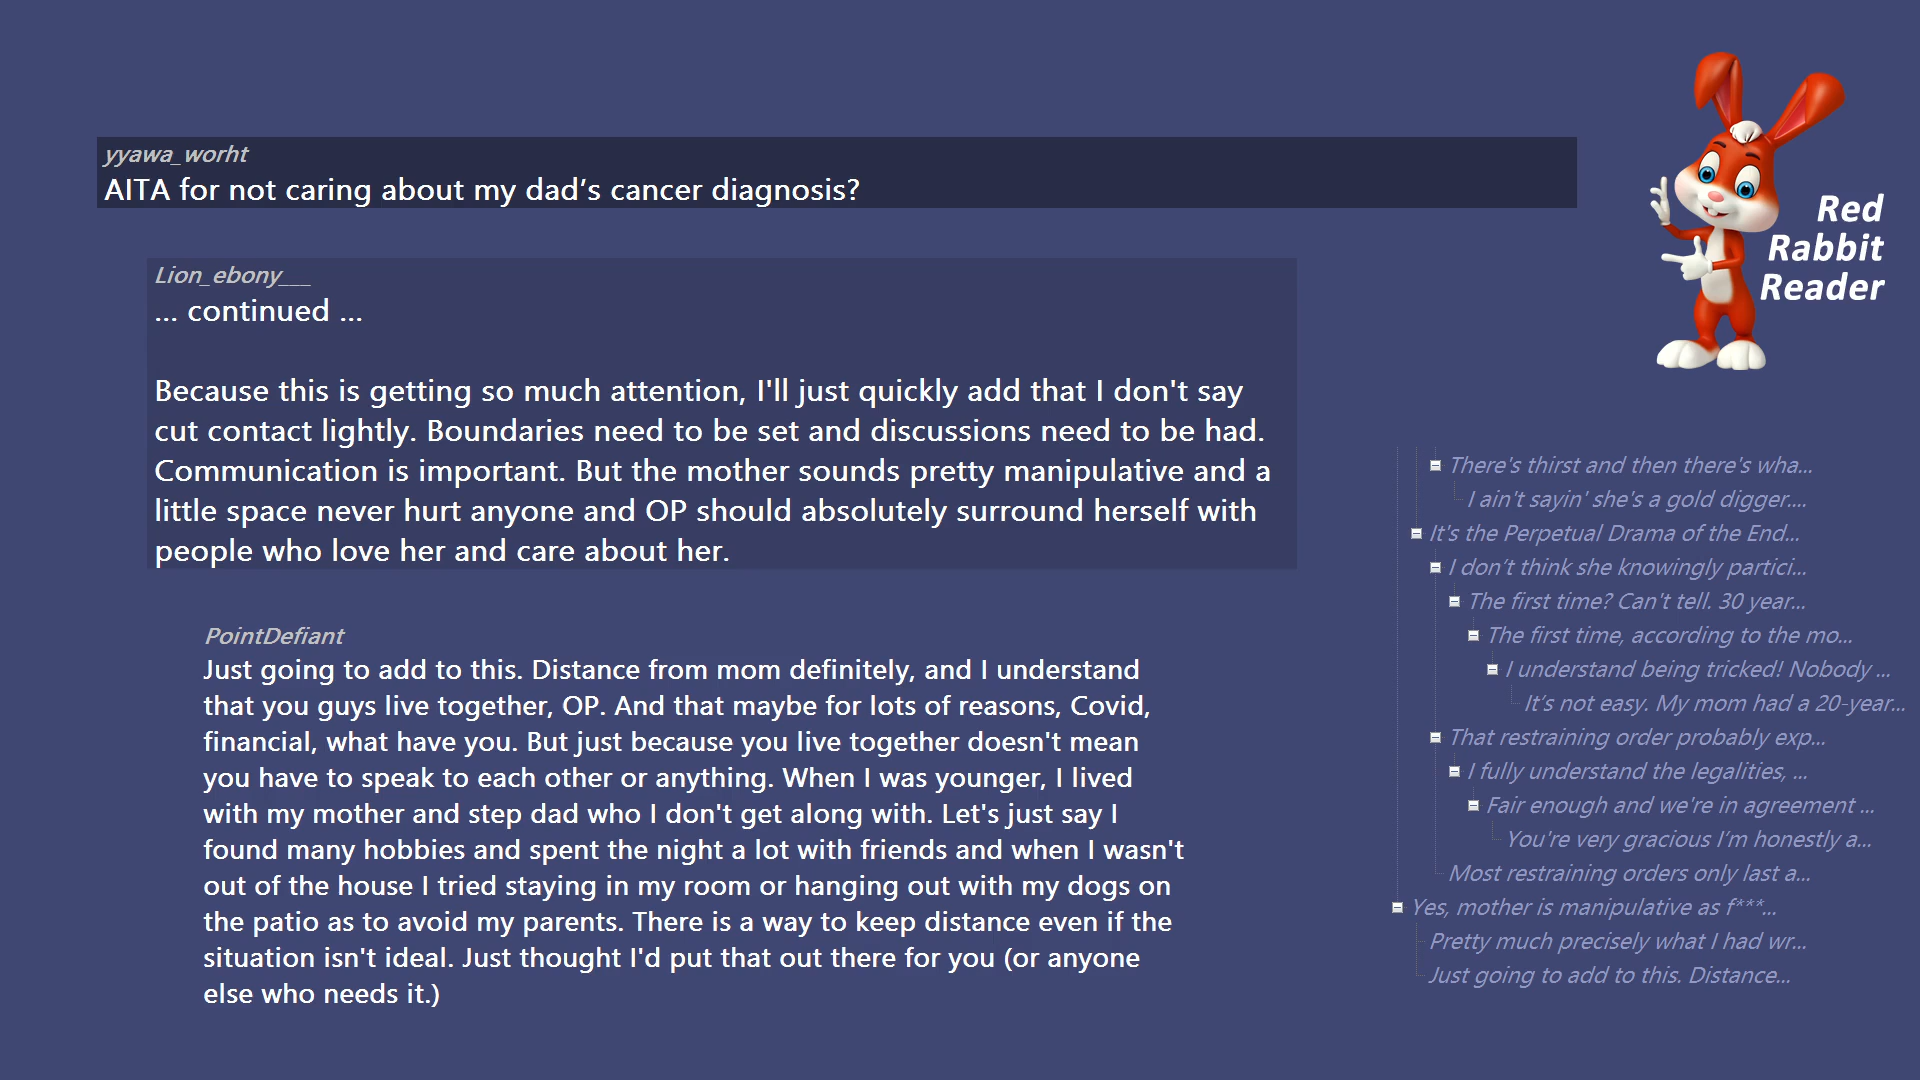 yyawa_worht
AITA for not caring about my dad’s cancer diagnosis?
Lion_ebony___
... continued ...
Because this is getting so much attention, I'll just quickly add that I don't say
cut contact lightly. Boundaries need to be set and discussions need to be had.
Communication is important. But the mother sounds pretty manipulative and a
little space never hurt anyone and OP should absolutely surround herself with
people who love her and care about her.
PointDefiant
Just going to add to this. Distance from mom definitely, and I understand
that you guys live together, OP. And that maybe for lots of reasons, Covid,
financial, what have you. But just because you live together doesn't mean
you have to speak to each other or anything. When I was younger, I lived
with my mother and step dad who I don't get along with. Let's just say I
found many hobbies and spent the night a lot with friends and when I wasn't
out of the house I tried staying in my room or hanging out with my dogs on
the patio as to avoid my parents. There is a way to keep distance even if the
situation isn't ideal. Just thought I'd put that out there for you (or anyone
else who needs it.)
Red
Rabbit
Reader
There's thirst and then there's wha...
I ain't sayin' she's a gold digger....
It's the Perpetual Drama of the End...
I don’t think she knowingly partici...
The first time? Can't tell. 30 year...
The first time, according to the mo...
I understand being tricked! Nobody ...
It’s not easy. My mom had a 20-year...
That restraining order probably exp...
I fully understand the legalities, ...
Fair enough and we're in agreement ...
You're very gracious I’m honestly a...
Most restraining orders only last a...
Yes, mother is manipulative as f***...
Pretty much precisely what I had wr...
Just going to add to this. Distance...